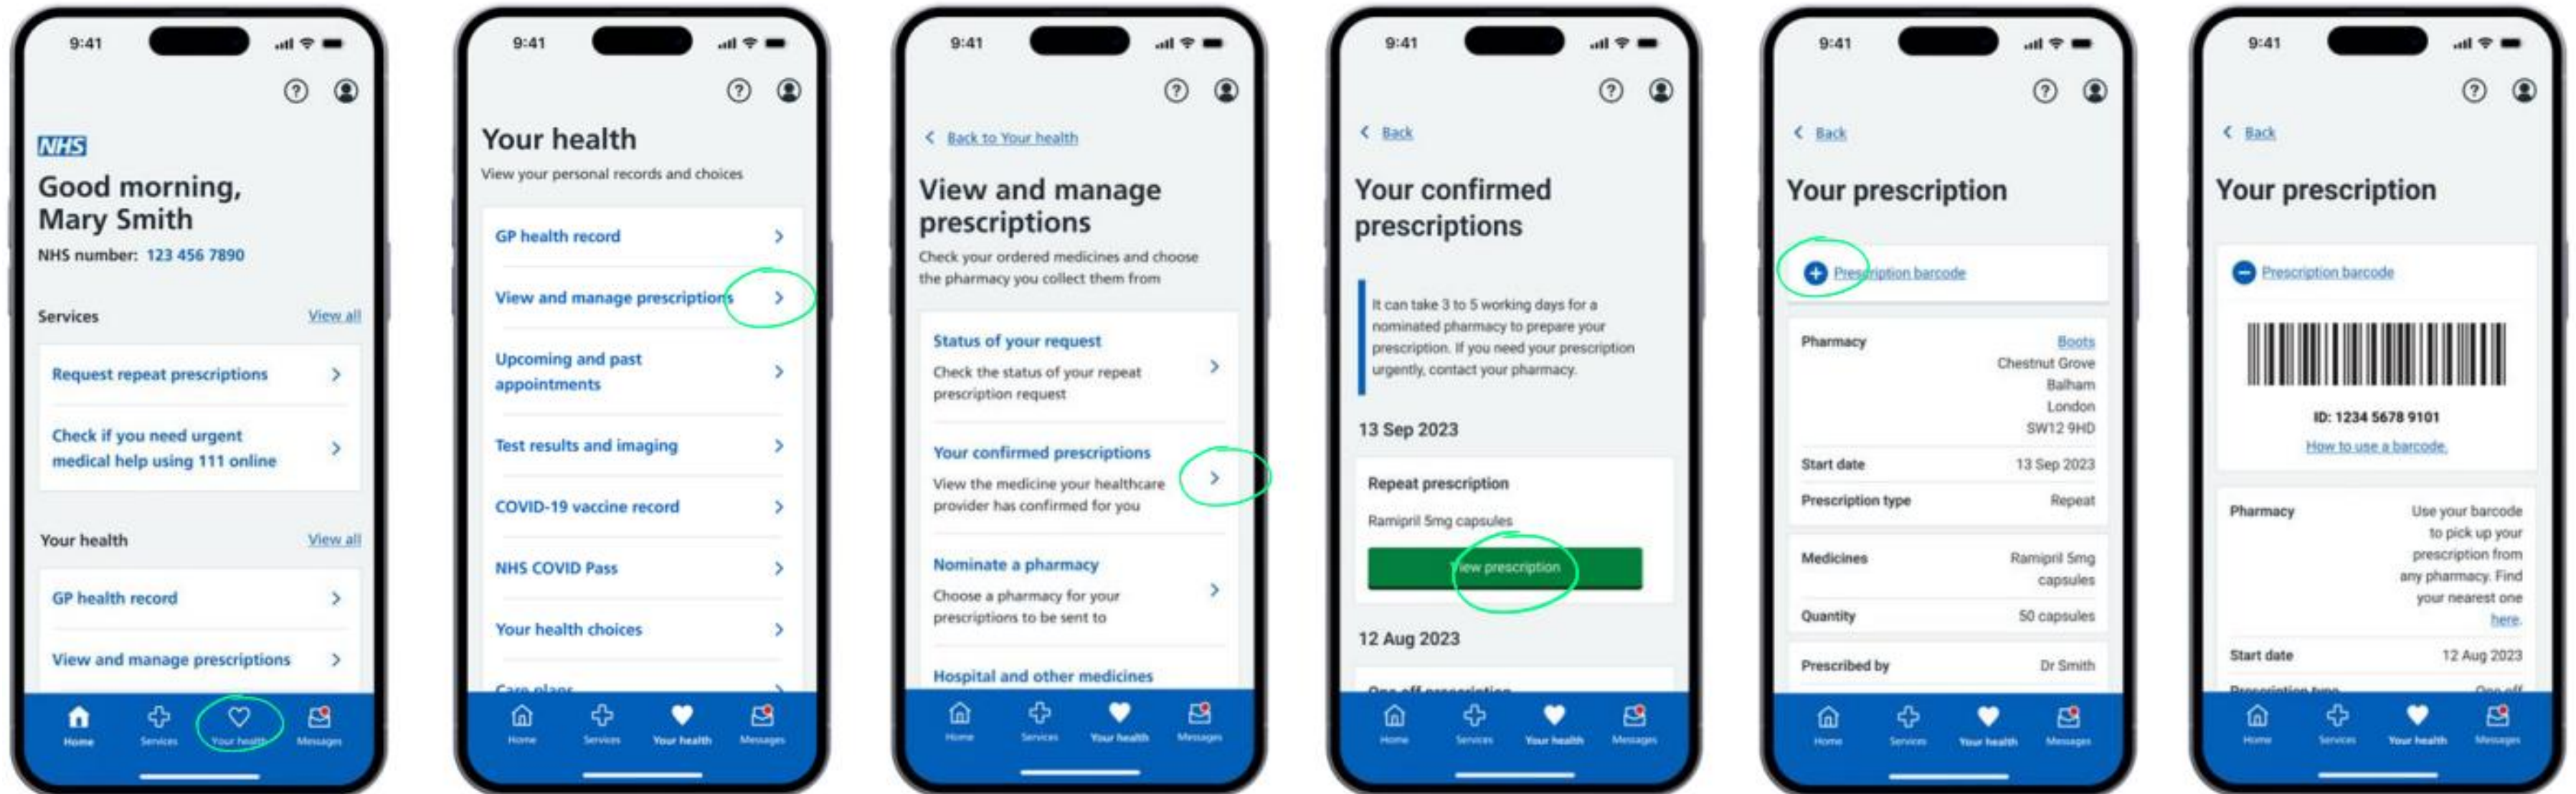 9:41
NHS
Good morning,
Mary Smith
NHS number: 123 456 7890
Services
View all
Request repeat prescriptions
Check if you need urgent
medical help using 111 online
Your health
View all
GP health record
View and manage prescriptions
Home
Services
Your health
Messages
9:41
Your health
View your personal records and choices
GP health record
View and manage prescriptions
Upcoming and past
appointments
Test results and imaging
COVID-19 vaccine record
NHS COVID Pass
Your health choices
Care plans
Home
Services
Your health
Messages
9:41
Back to Your health
View and manage
prescriptions
Check your ordered medicines and choose
the pharmacy you collect them from
Status of your request
Check the status of your repeat
prescription request
Your confirmed prescriptions
View the medicine your healthcare
provider has confirmed for you
Nominate a pharmacy
Choose a pharmacy for your
prescriptions to be sent to
Hospital and other medicines
Home
Services
Your health
Messages
9:41
Back
Your confirmed
prescriptions
It can take 3 to 5 working days for a
nominated pharmacy to prepare your
prescription. If you need your prescription
urgently, contact your pharmacy.
13 Sep 2023
Repeat prescription
Ramipril 5mg capsules
View prescription
12 Aug 2023
One off prescription
Home
Services
Your health
Messages
9:41
Back
Your prescription
Prescription barcode
Pharmacy
Boots
Chestnut Grove
Balham
London
SW12 9HD
Start date 13 Sep 2023
Prescription type Repeat
Medicines Ramipril 5mg
capsules
Quantity 50 capsules
Prescribed by Dr Smith
Home
Services
Your health
Messages
9:41
Back
Your prescription
Prescription barcode
ID: 1234 5678 9101
How to use a barcode.
Pharmacy Use your barcode
to pick up your
prescription from
any pharmacy. Find
your nearest one
here.
Start date 12 Aug 2023
Prescription type One off
Home
Services
Your health
Messages